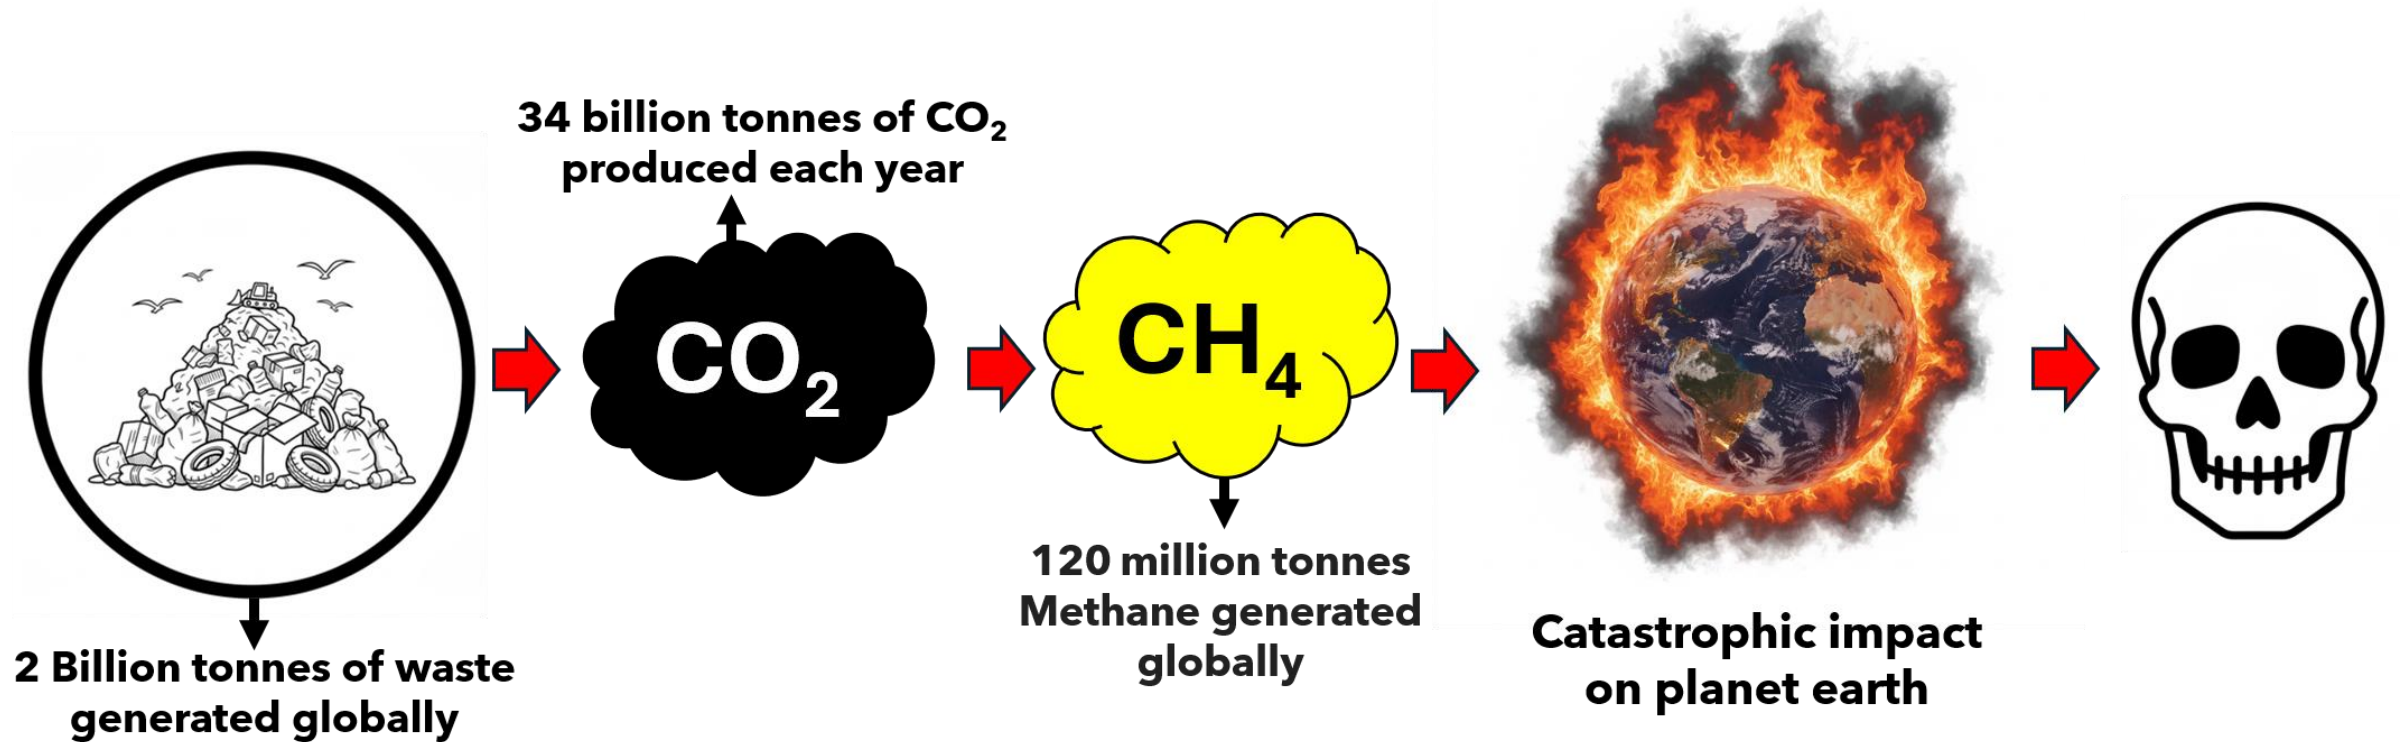 34 billion tonnes of CO₂
produced each year
CO₂
CH₄
2 Billion tonnes of waste
generated globally
120 million tonnes
Methane generated
globally
Catastrophic impact
on planet earth